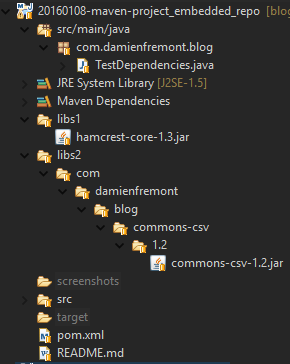 20160108-maven-project_embedded_repo [blog
src/main/java
com.damienfremont.blog
TestDependencies.java
JRE System Library [J2SE-1.5]
Maven Dependencies
libs1
hamcrest-core-1.3.jar
libs2
com
damienfremont
blog
commons-csv
1.2
commons-csv-1.2.jar
screenshots
src
target
pom.xml
README.md